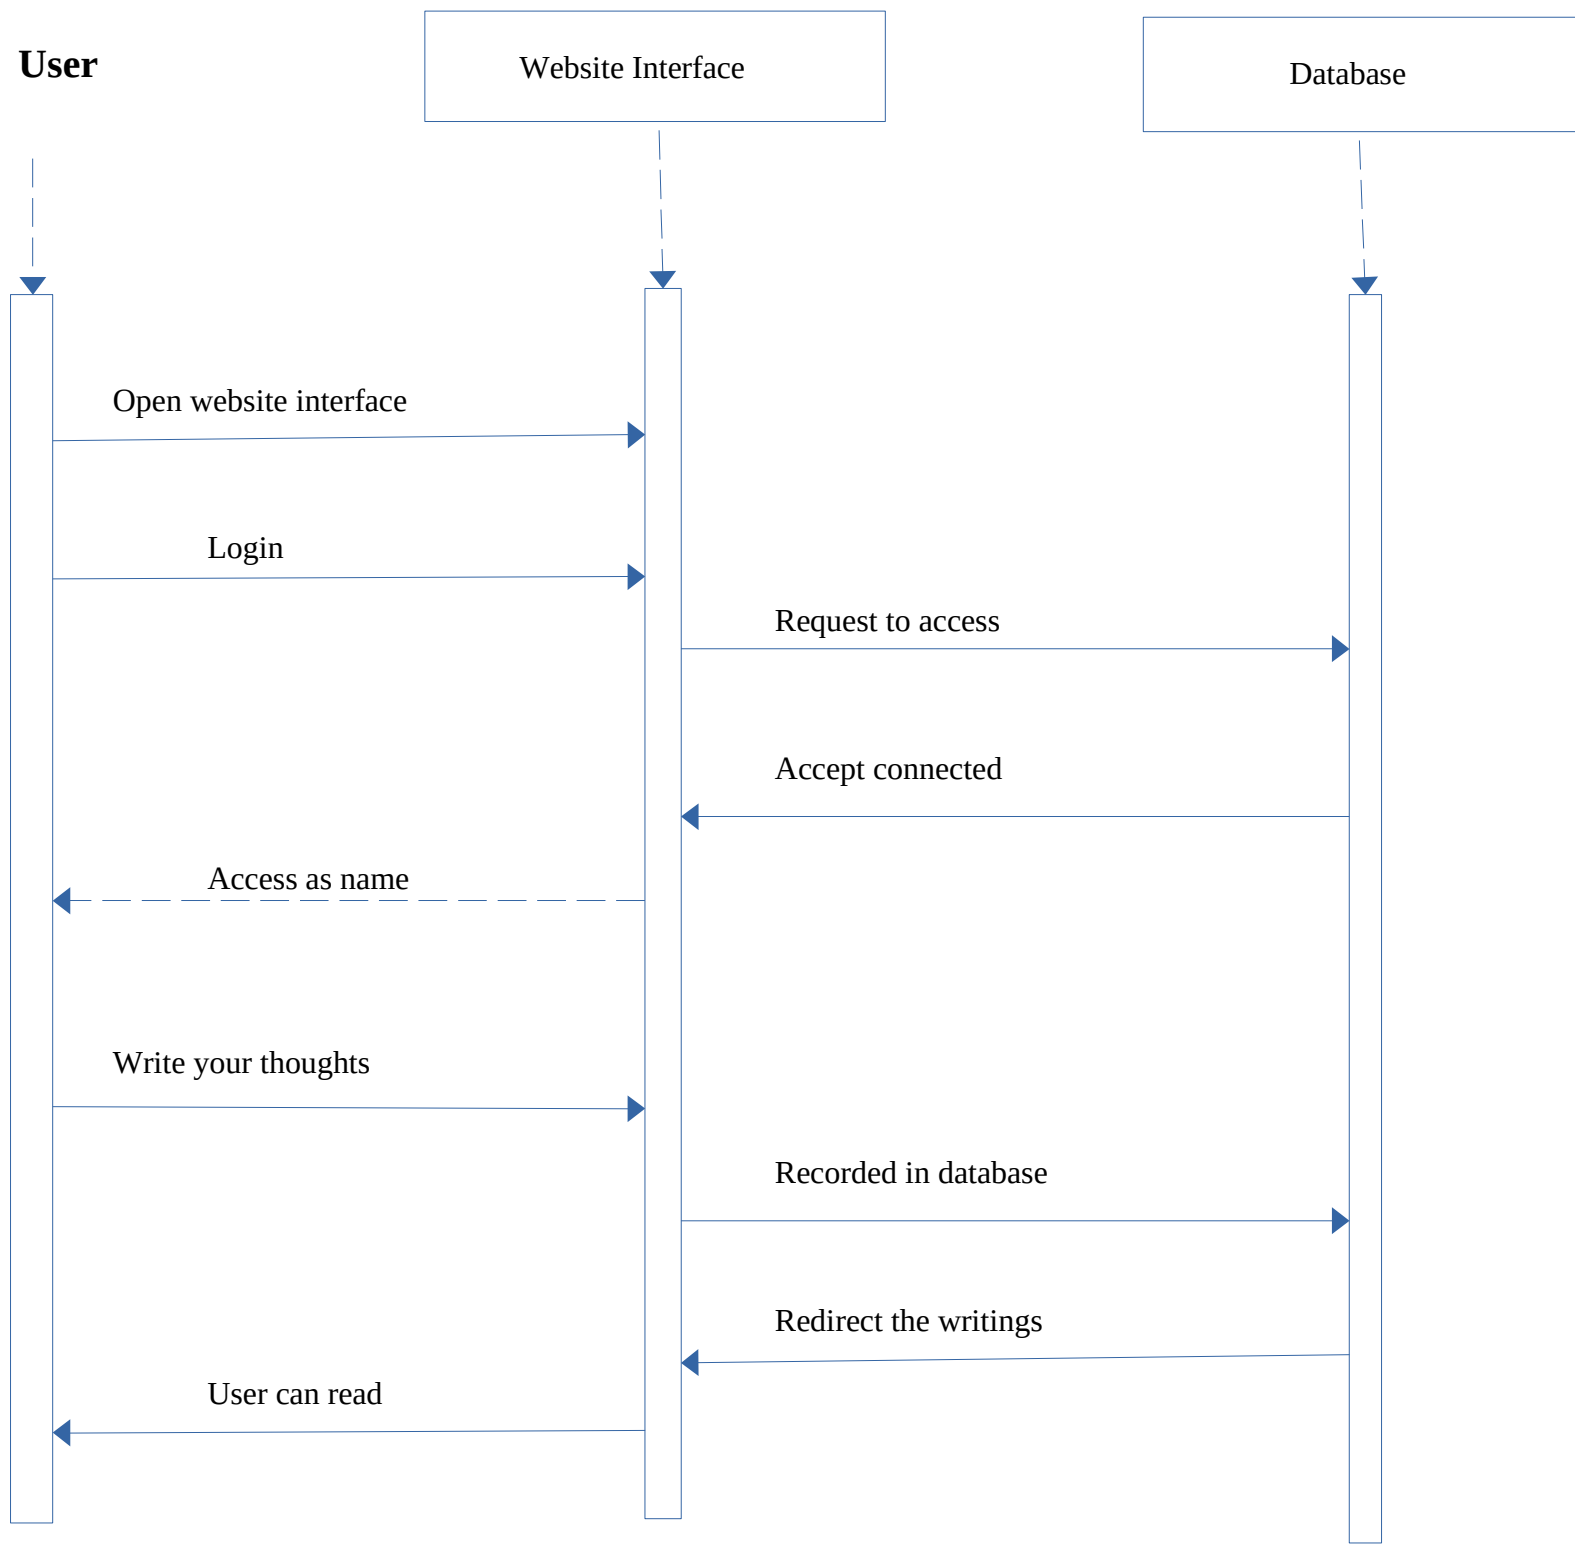 User
Website Interface
Database
Open website interface
Login
Request to access
Accept connected
Access as name
Write your thoughts
Recorded in database
Redirect the writings
User can read